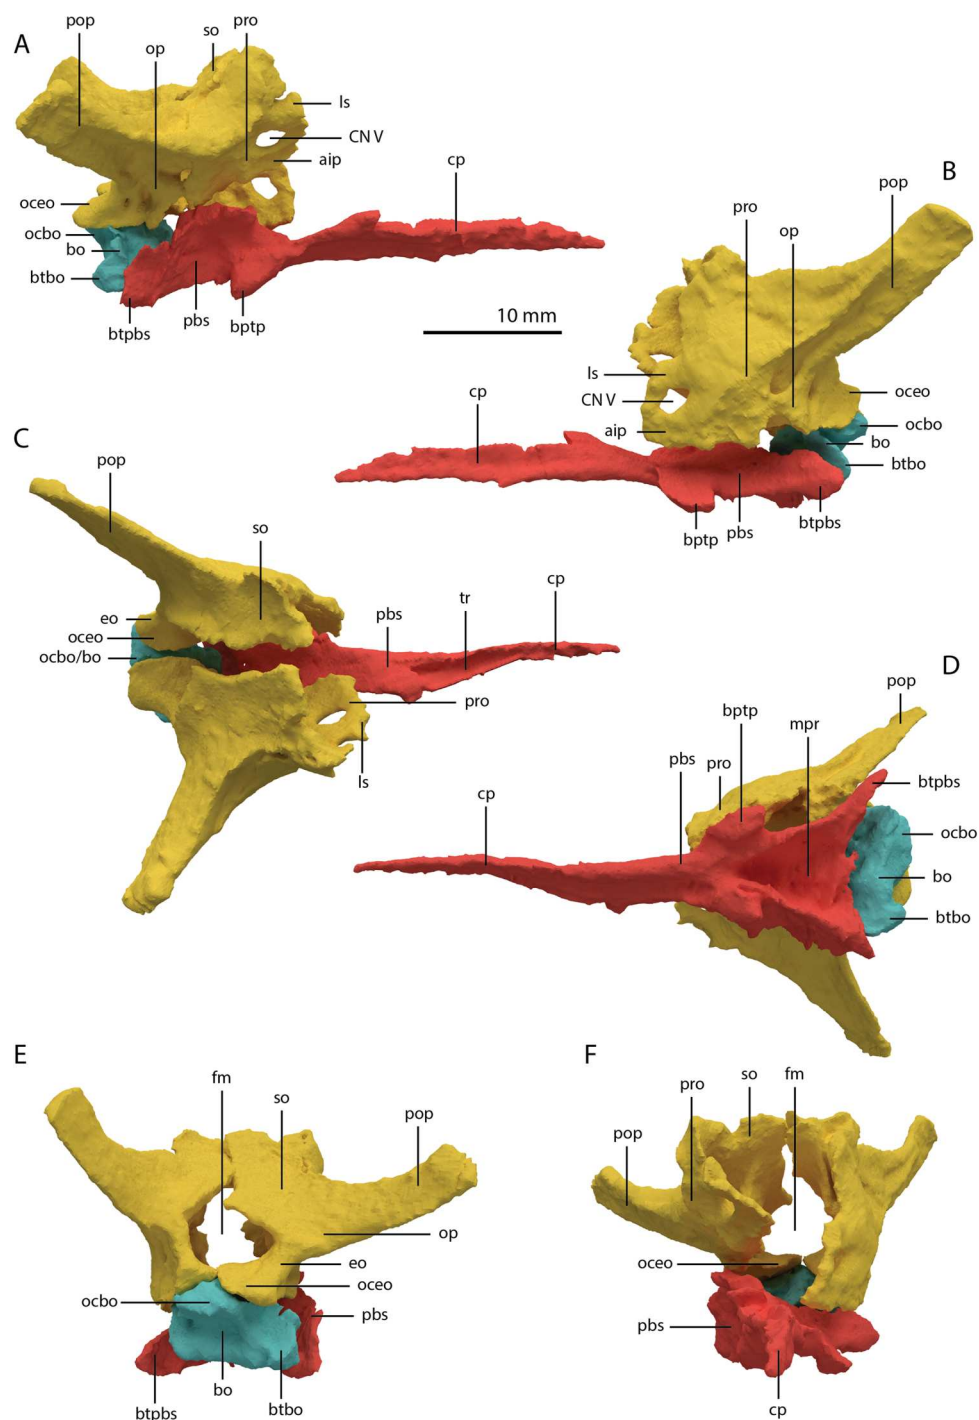 A
pop
op
so
pro
ls
CN V
aip
cp
oceo
ocbo
bo
btbo
btpbs
pbs
bptp
10 mm
B
pop
pro
op
ls
CN V
aip
cp
oceo
ocbo
bo
btbo
btpbs
pbs
bptp
C
pop
so
eo
oceo
ocbo/bo
pbs
tr
cp
pro
ls
D
pop
bptp
mpr
pbs
pro
btpbs
cp
ocbo
bo
btbo
E
fm
so
pop
op
eo
oceo
ocbo
pbs
btpbs
bo
btbo
F
so
fm
pro
pop
oceo
pbs
cp